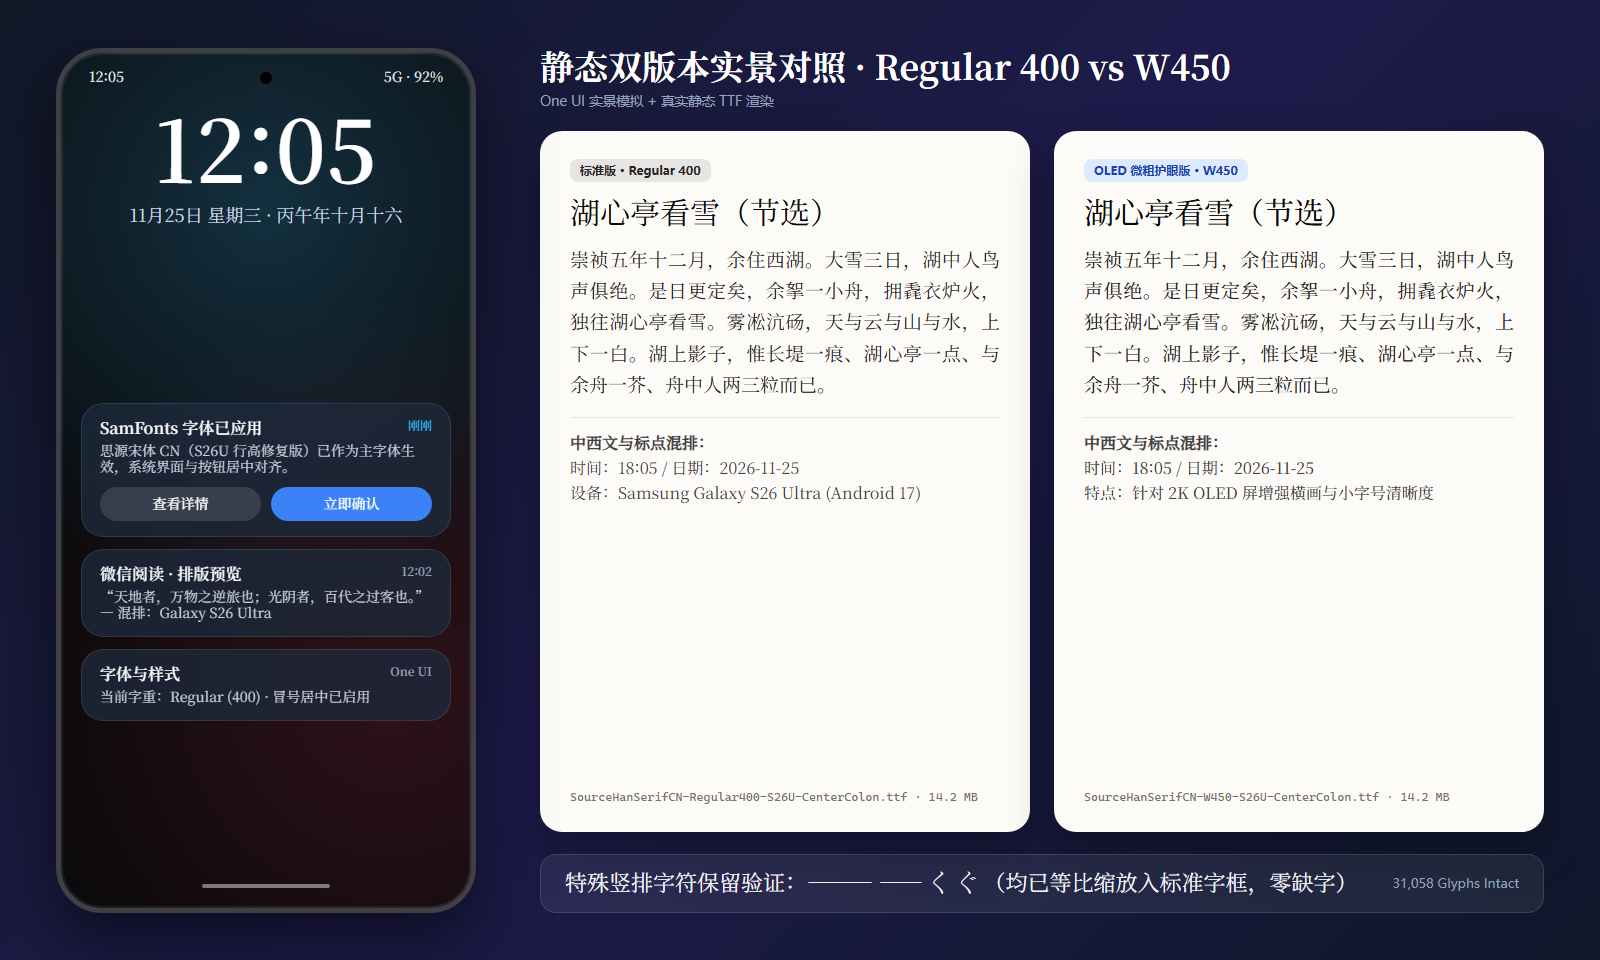 12:05
5G · 92%
12:05
11月25日 星期三 · 丙午年十月十六
SamFonts 字体已应用
刚刚
思源宋体 CN（S26U 行高修复版）已作为主字体生
效，系统界面与按钮居中对齐。
查看详情
立即确认
微信阅读 · 排版预览
12:02
“天地者，万物之逆旅也；光阴者，百代之过客也。”
— 混排：Galaxy S26 Ultra
字体与样式
One UI
当前字重：Regular (400) · 冒号居中已启用
静态双版本实景对照 · Regular 400 vs W450
One UI 实景模拟 + 真实静态 TTF 渲染
标准版 • Regular 400
湖心亭看雪（节选）
崇祯五年十二月，余住西湖。大雪三日，湖中人鸟
声俱绝。是日更定矣，余挐一小舟，拥毳衣炉火，
独往湖心亭看雪。雾凇沆砀，天与云与山与水，上
下一白。湖上影子，惟长堤一痕、湖心亭一点、与
余舟一芥、舟中人两三粒而已。
中西文与标点混排：
时间：18:05 / 日期：2026-11-25
设备：Samsung Galaxy S26 Ultra (Android 17)
SourceHanSerifCN-Regular400-S26U-CenterColon.ttf · 14.2 MB
OLED 微粗护眼版 • W450
湖心亭看雪（节选）
崇祯五年十二月，余住西湖。大雪三日，湖中人鸟
声俱绝。是日更定矣，余挐一小舟，拥毳衣炉火，
独往湖心亭看雪。雾凇沆砀，天与云与山与水，上
下一白。湖上影子，惟长堤一痕、湖心亭一点、与
余舟一芥、舟中人两三粒而已。
中西文与标点混排：
时间：18:05 / 日期：2026-11-25
特点：针对 2K OLED 屏增强横画与小字号清晰度
SourceHanSerifCN-W450-S26U-CenterColon.ttf · 14.2 MB
特殊竖排字符保留验证：⸻ —— 〱 〲 （均已等比缩放入标准字框，零缺字）
31,058 Glyphs Intact